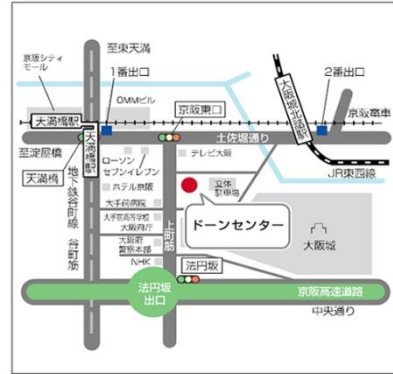 至東天満
京阪シティ
モール
1番出口
OMMビル
京阪東口
大阪城北詰駅
2番出口
京阪電車
天満橋駅
天満橋駅
土佐堀通り
至淀屋橋
天満橋
ローソン
セブンイレブン
テレビ大阪
JR東西線
ホテル京阪
立体
駐車場
地下鉄谷町線
谷町筋
大手前病院
大手前高等学校
大阪府庁
ドーンセンター
大阪府
警察本部
上町筋
大阪城
NHK
法円坂
法円坂
出口
京阪高速道路
中央通り